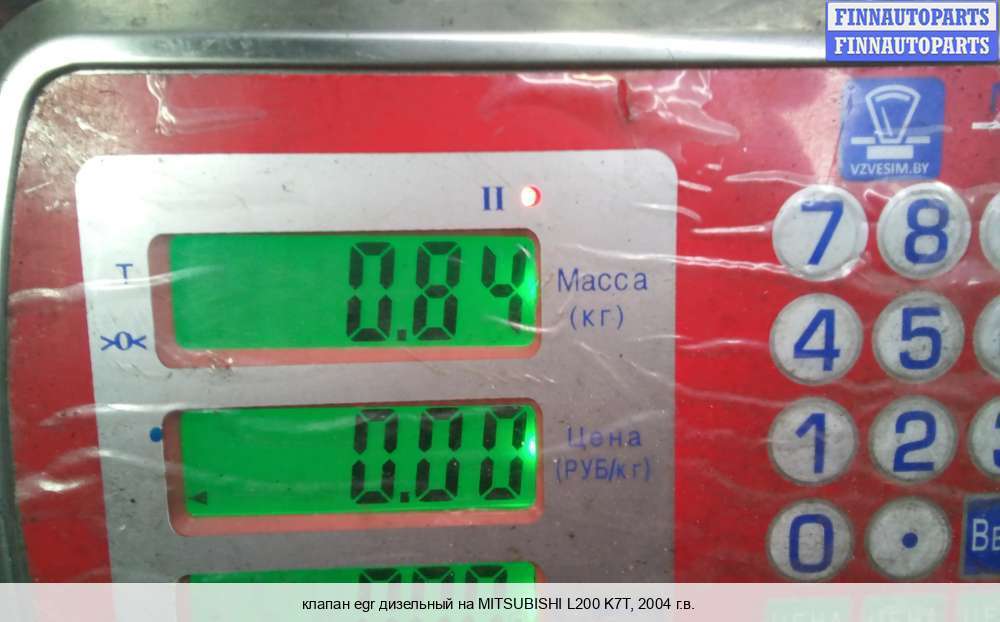 FINNAUTOPARTS
FINNAUTOPARTS
VZVESIM.BY
II
7 8
T
0.84
Масса
(кг)
>0<
4 5
0.00
Цена
(РУБ/кг)
1 2
0 .
клапан egr дизельный на MITSUBISHI L200 K7T, 2004 г.в.